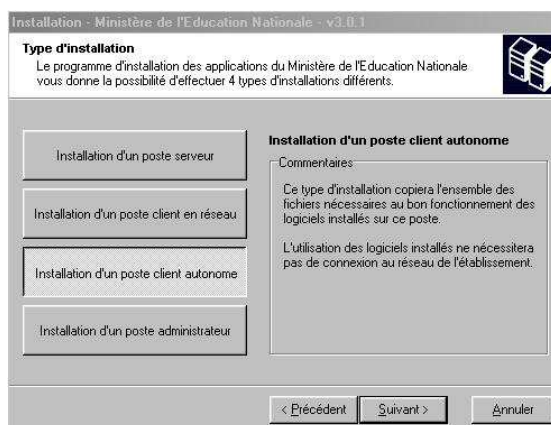 Installation - Ministère de l'Education Nationale - v3.0.1
Type d'installation
Le programme d'installation des applications du Ministère de l'Education Nationale
vous donne la possibilité d'effectuer 4 types d'installations différents.
Installation d'un poste serveur
Installation d'un poste client en réseau
Installation d'un poste client autonome
Installation d'un poste administrateur
Installation d'un poste client autonome
Commentaires
Ce type d'installation copiera l'ensemble des
fichiers nécessaires au bon fonctionnement des
logiciels installés sur ce poste.
L'utilisation des logiciels installés ne nécessitera
pas de connexion au réseau de l'établissement.
< Précédent
Suivant >
Annuler